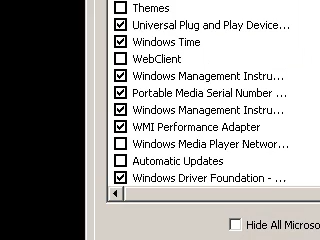 Themes
Universal Plug and Play Device...
Windows Time
WebClient
Windows Management Instru...
Portable Media Serial Number ...
Windows Management Instru...
WMI Performance Adapter
Windows Media Player Networ...
Automatic Updates
Windows Driver Foundation - ...
Hide All Microso